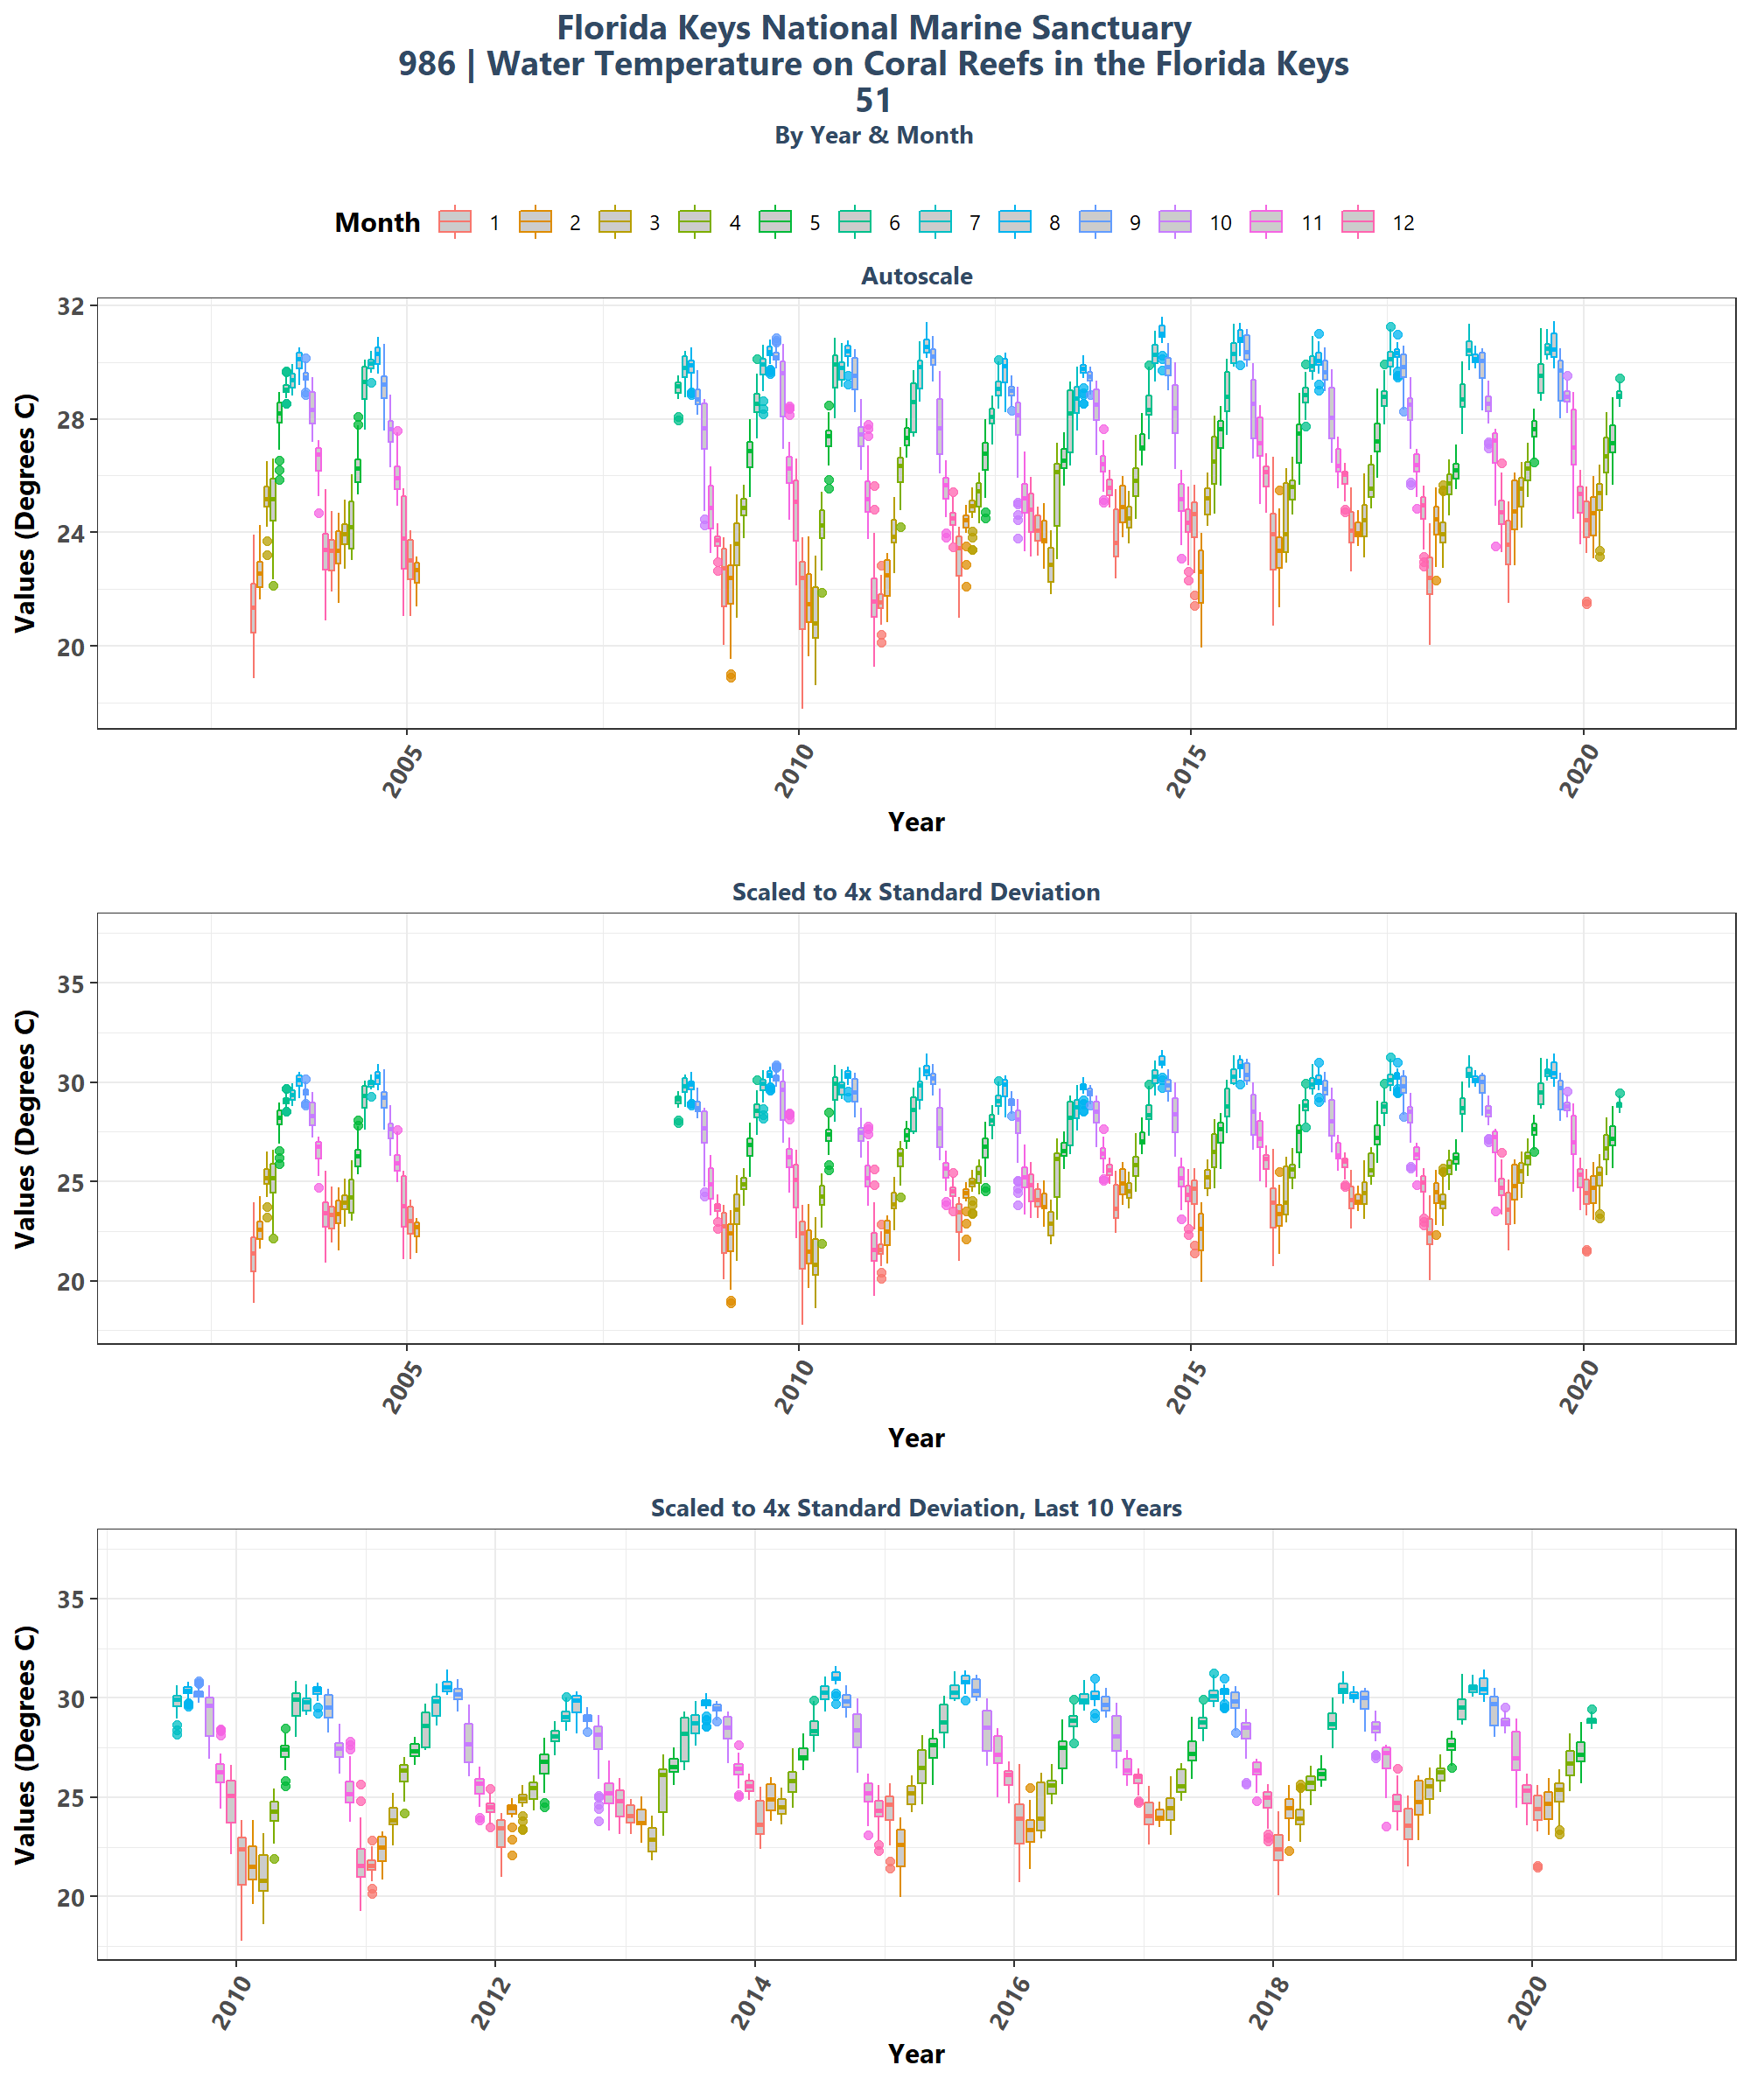 Florida Keys National Marine Sanctuary
986 | Water Temperature on Coral Reefs in the Florida Keys
51
By Year & Month
Month 1 2 3 4 5 6 7 8 9 10 11 12
Autoscale
Values (Degrees C)
32
28
24
20
2005 2010 2015 2020
Year
Scaled to 4x Standard Deviation
Values (Degrees C)
35
30
25
20
2005 2010 2015 2020
Year
Scaled to 4x Standard Deviation, Last 10 Years
Values (Degrees C)
35
30
25
20
2010 2012 2014 2016 2018 2020
Year